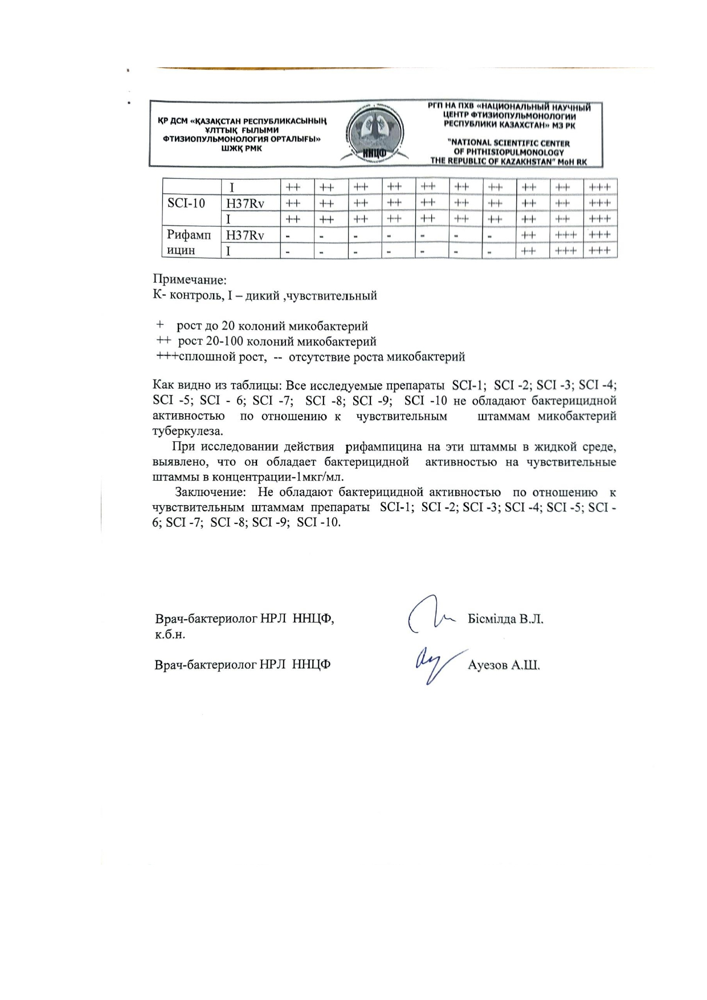 ҚР ДСМ «ҚАЗАҚСТАН РЕСПУБЛИКАСЫНЫҢ
ҰЛТТЫҚ ҒЫЛЫМИ
ФТИЗИОПУЛЬМОНОЛОГИЯ ОРТАЛЫҒЫ»
ШЖҚ РМК
ННЦФ
РГП НА ПХВ «НАЦИОНАЛЬНЫЙ НАУЧНЫЙ
ЦЕНТР ФТИЗИОПУЛЬМОНОЛОГИИ
РЕСПУБЛИКИ КАЗАХСТАН» МЗ РК
"NATIONAL SCIENTIFIC CENTER
OF PHTHISIOPULMONOLOGY
THE REPUBLIC OF KAZAKHSTAN" MoH RK
I ++ ++ ++ ++ ++ ++ ++ ++ ++ +++
SCI-10 H37Rv ++ ++ ++ ++ ++ ++ ++ ++ ++ +++
I ++ ++ ++ ++ ++ ++ ++ ++ ++ +++
Рифамп H37Rv - - - - - - - ++ +++ +++
ицин I - - - - - - - ++ +++ +++
Примечание:
К- контроль, I – дикий ,чувствительный
+ рост до 20 колоний микобактерий
++ рост 20-100 колоний микобактерий
+++сплошной рост, -- отсутствие роста микобактерий
Как видно из таблицы: Все исследуемые препараты SCI-1; SCI -2; SCI -3; SCI -4;
SCI -5; SCI - 6; SCI -7; SCI -8; SCI -9; SCI -10 не обладают бактерицидной
активностью по отношению к чувствительным штаммам микобактерий
туберкулеза.
При исследовании действия рифампицина на эти штаммы в жидкой среде,
выявлено, что он обладает бактерицидной активностью на чувствительные
штаммы в концентрации-1мкг/мл.
Заключение: Не обладают бактерицидной активностью по отношению к
чувствительным штаммам препараты SCI-1; SCI -2; SCI -3; SCI -4; SCI -5; SCI -
6; SCI -7; SCI -8; SCI -9; SCI -10.
Врач-бактериолог НРЛ ННЦФ, Бісмілда В.Л.
к.б.н.
Врач-бактериолог НРЛ ННЦФ Ауезов А.Ш.